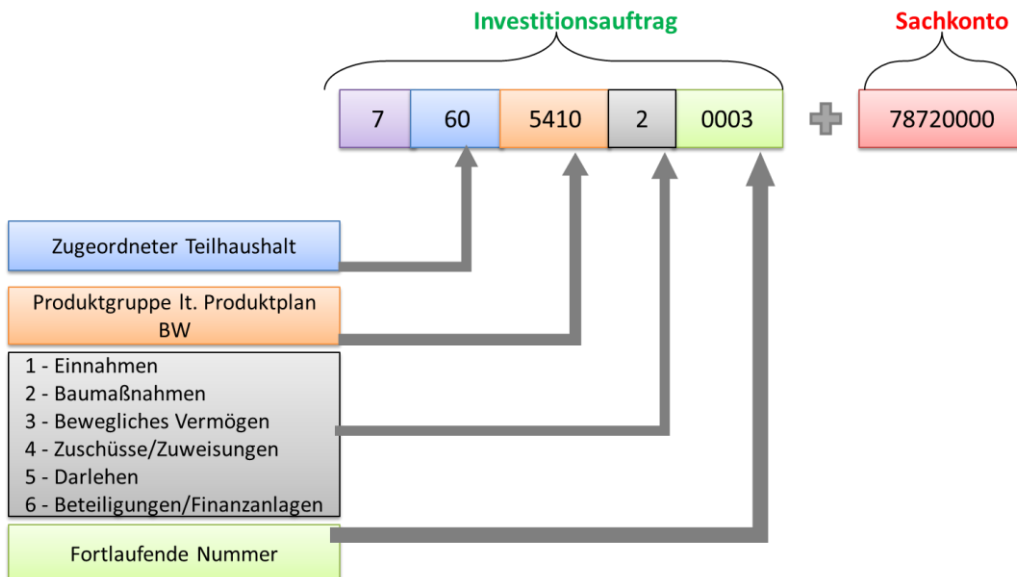 Investitionsauftrag
Sachkonto
7 60 5410 2 0003 78720000
Zugeordneter Teilhaushalt
Produktgruppe lt. Produktplan
BW
1 - Einnahmen
2 - Baumaßnahmen
3 - Bewegliches Vermögen
4 - Zuschüsse/Zuweisungen
5 - Darlehen
6 - Beteiligungen/Finanzanlagen
Fortlaufende Nummer